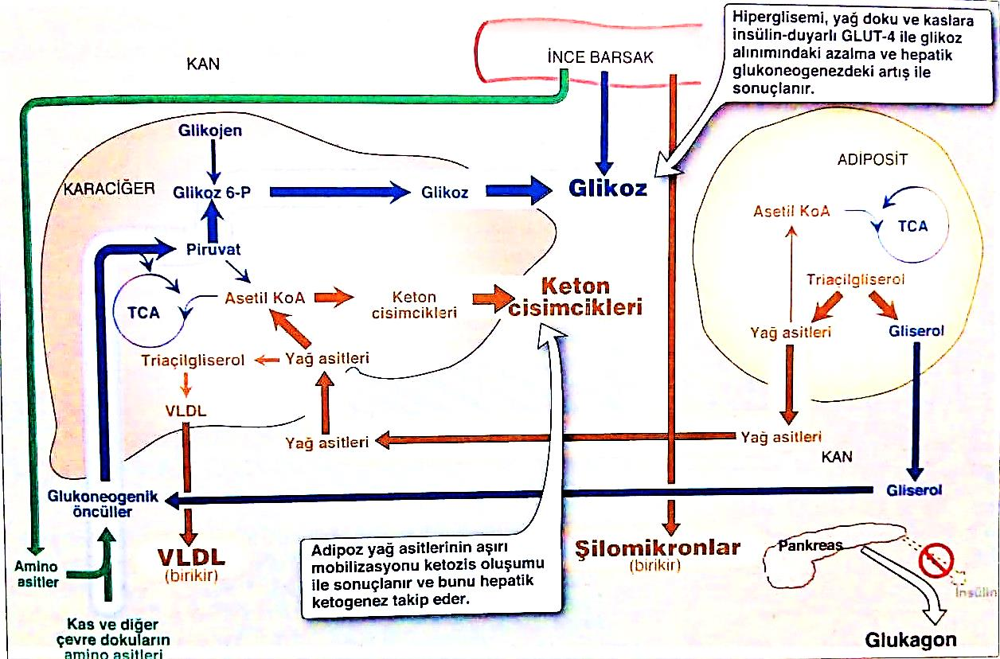 Hiperglisemi, yağ doku ve kaslara
insülin-duyarlı GLUT-4 ile glikoz
alınımındaki azalma ve hepatik
glukoneogenezdeki artış ile
sonuçlanır.
KAN
İNCE BARSAK
Glikojen
KARACİĞER
Glikoz 6-P
Glikoz
Glikoz
ADİPOSİT
Asetil KoA
TCA
Piruvat
TCA
Asetil KoA
Keton
cisimcikleri
Keton
cisimcikleri
Triaçilgliserol
Yağ asitleri
Gliserol
Triaçilgliserol
Yağ asitleri
VLDL
Yağ asitleri
Yağ asitleri
KAN
Glukoneogenik
öncüller
Gliserol
Amino
asitler
VLDL
(birikir)
Adipoz yağ asitlerinin aşırı
mobilizasyonu ketozis oluşumu
ile sonuçlanır ve bunu hepatik
ketogenez takip eder.
Şilomikronlar
(birikir)
Pankreas
İnsülin
Glukagon
Kas ve diğer
çevre dokuların
amino asitleri